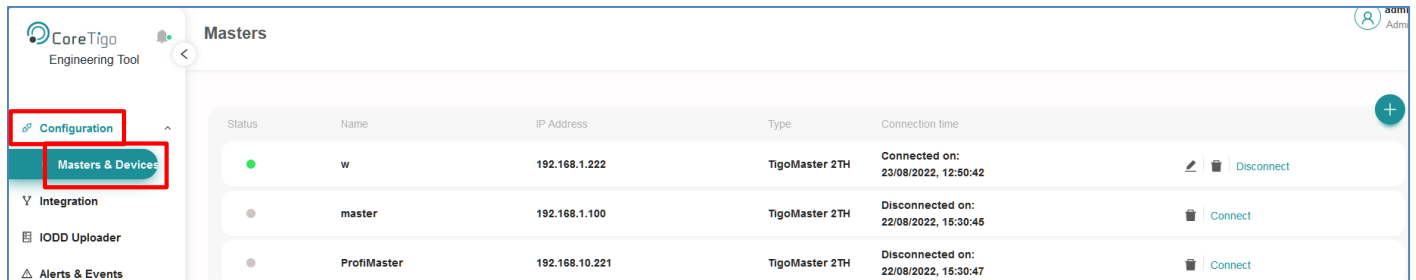 CoreTigo
Engineering Tool
Masters
Configuration
Masters & Devices
Integration
IODD Uploader
Alerts & Events
Status Name IP Address Type Connection time
w 192.168.1.222 TigoMaster 2TH Connected on:
23/08/2022, 12:50:42
Disconnect
master 192.168.1.100 TigoMaster 2TH Disconnected on:
22/08/2022, 15:30:45
Connect
ProfiMaster 192.168.10.221 TigoMaster 2TH Disconnected on:
22/08/2022, 15:30:47
Connect